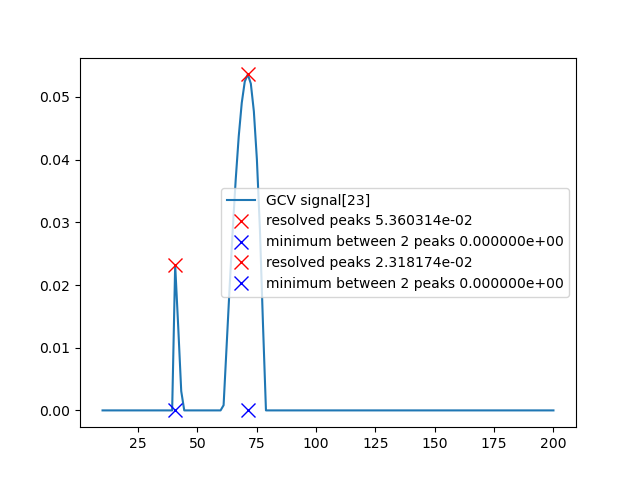 0.05
0.04
0.03
0.02
0.01
0.00
GCV signal[23]
resolved peaks 5.360314e-02
minimum between 2 peaks 0.000000e+00
resolved peaks 2.318174e-02
minimum between 2 peaks 0.000000e+00
25 50 75 100 125 150 175 200